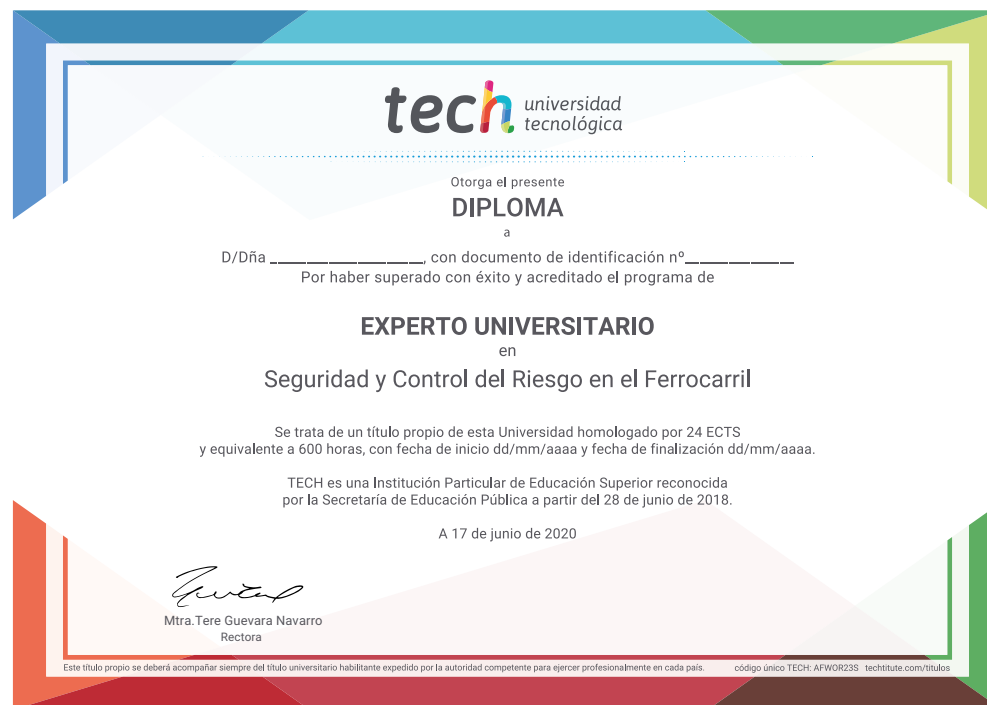 tech universidad
tecnológica
Otorga el presente
DIPLOMA
a
D/Dña ____________________, con documento de identificación nº______________
Por haber superado con éxito y acreditado el programa de
EXPERTO UNIVERSITARIO
en
Seguridad y Control del Riesgo en el Ferrocarril
Se trata de un título propio de esta Universidad homologado por 24 ECTS
y equivalente a 600 horas, con fecha de inicio dd/mm/aaaa y fecha de finalización dd/mm/aaaa.
TECH es una Institución Particular de Educación Superior reconocida
por la Secretaría de Educación Pública a partir del 28 de junio de 2018.
A 17 de junio de 2020
Mtra.Tere Guevara Navarro
Rectora
Este título propio se deberá acompañar siempre del título universitario habilitante expedido por la autoridad competente para ejercer profesionalmente en cada país. código único TECH: AFWOR23S techtitute.com/titulos